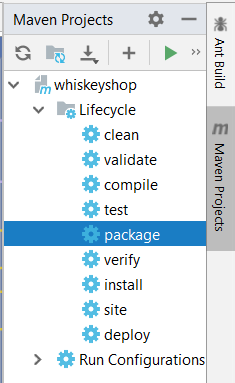 Maven Projects
whiskeyshop
Lifecycle
clean
validate
compile
test
package
verify
install
site
deploy
Run Configurations
Ant Build
Maven Projects